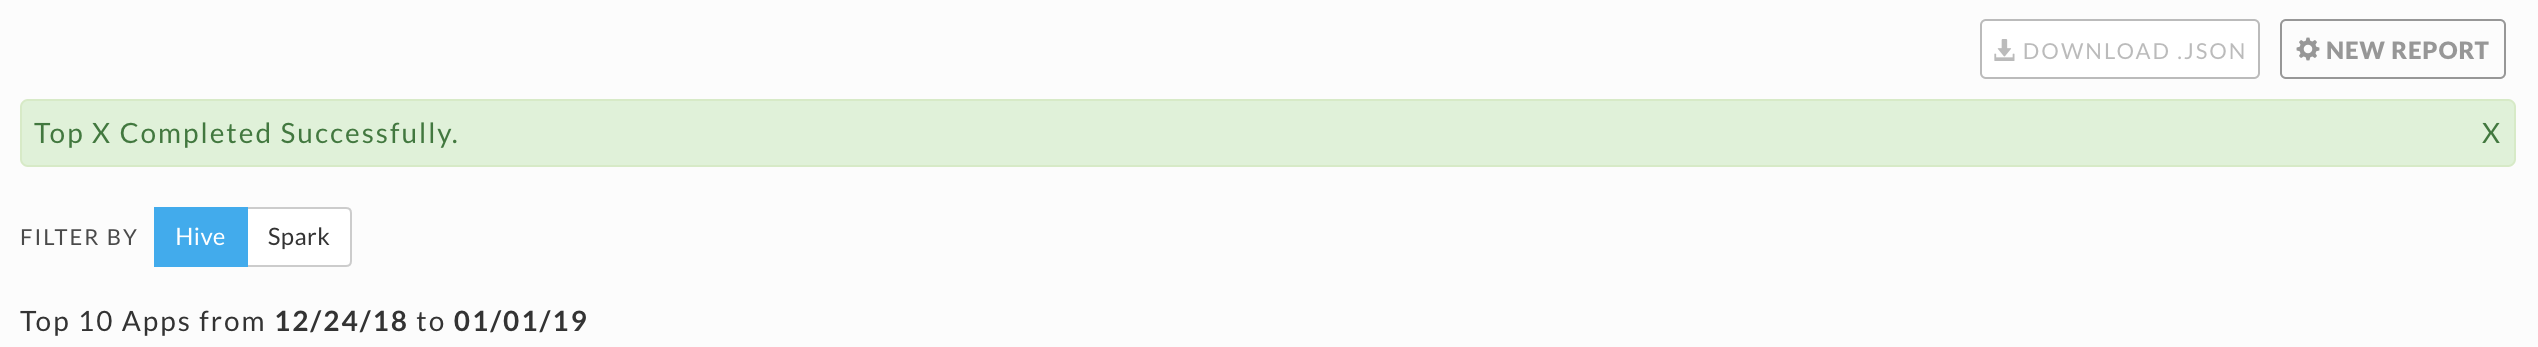 DOWNLOAD .JSON NEW REPORT
Top X Completed Successfully. X
FILTER BY Hive Spark
Top 10 Apps from 12/24/18 to 01/01/19